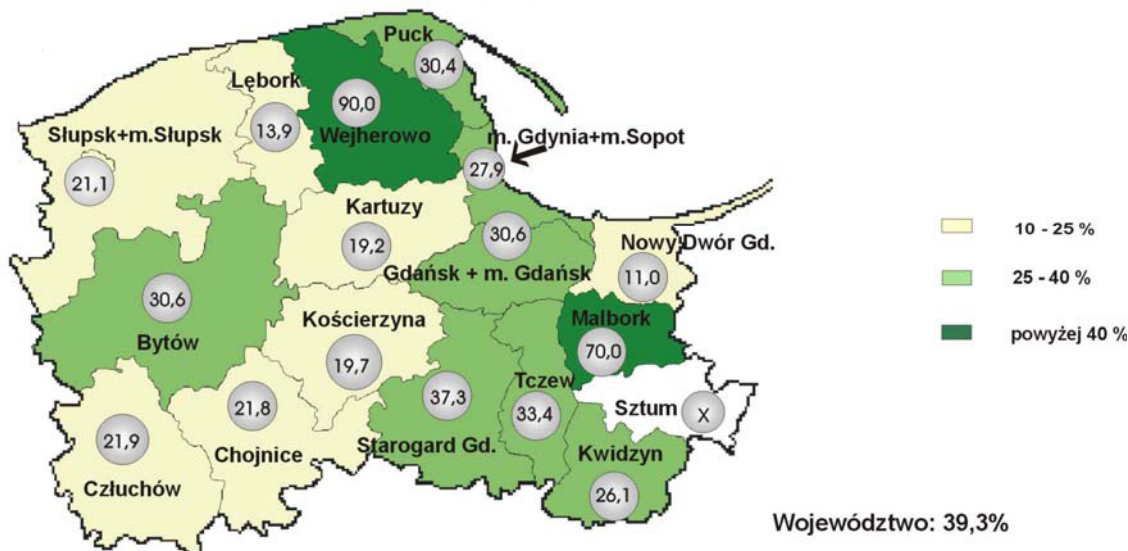 Puck
30,4
Lębork
90,0
13,9
Wejherowo
Słupsk+m.Słupsk
m. Gdynia+m.Sopot
27,9
21,1
Kartuzy
19,2
30,6
Nowy Dwór Gd.
Gdańsk + m. Gdańsk
11,0
10 - 25 %
25 - 40 %
powyżej 40 %
30,6
Bytów
Kościerzyna
19,7
Malbork
70,0
Tczew
33,4
37,3
Starogard Gd.
Sztum
X
21,8
Chojnice
21,9
Człuchów
Kwidzyn
26,1
Województwo: 39,3%